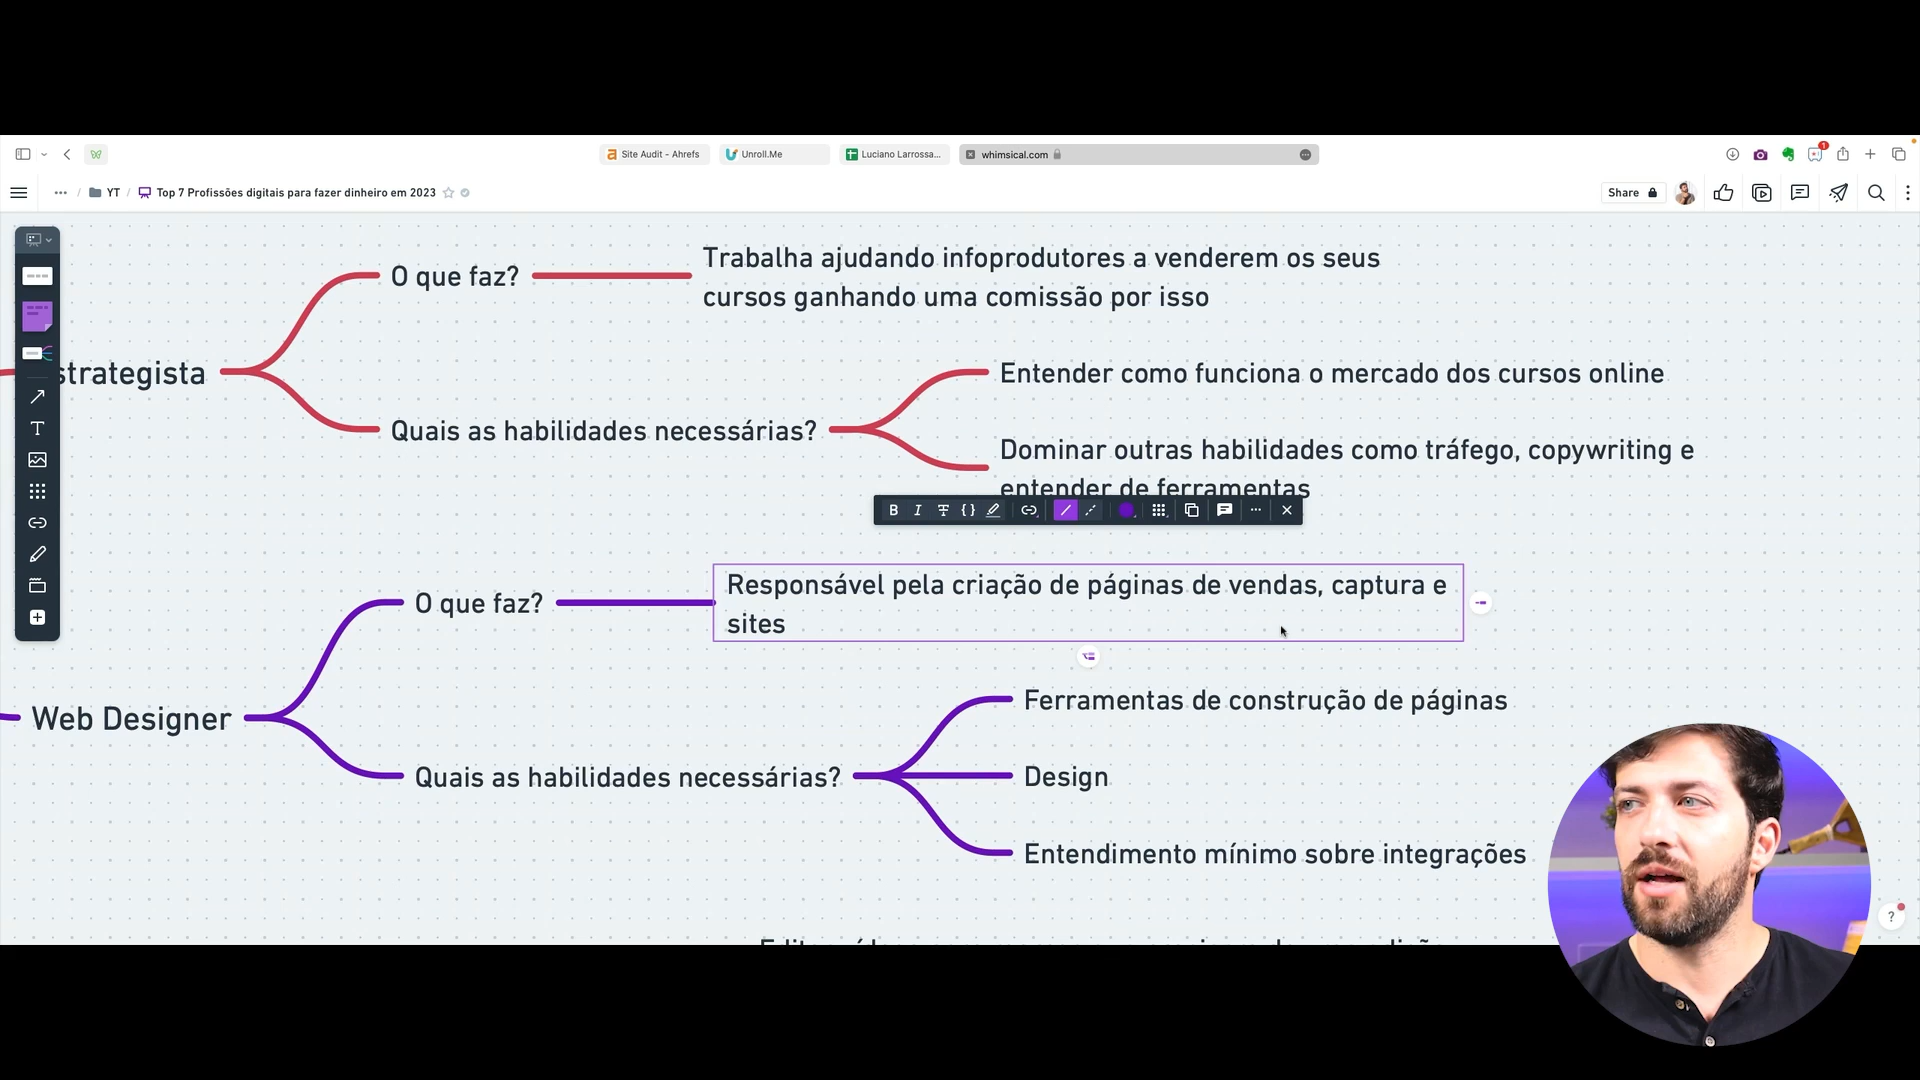 Site Audit - Ahrefs
Unroll.Me
Luciano Larrossa...
whimsical.com
1
... / YT / Top 7 Profissões digitais para fazer dinheiro em 2023
Share
Trabalha ajudando infoprodutores a venderem os seus
cursos ganhando uma comissão por isso
O que faz?
strategista
Entender como funciona o mercado dos cursos online
Quais as habilidades necessárias?
Dominar outras habilidades como tráfego, copywriting e
entender de ferramentas
B I T {}
Responsável pela criação de páginas de vendas, captura e
sites
O que faz?
Ferramentas de construção de páginas
Web Designer
Quais as habilidades necessárias?
Design
Entendimento mínimo sobre integrações
?